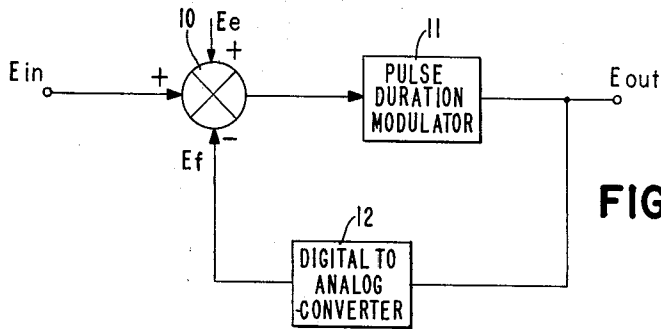 10
Ee
+
11
Ein
+
PULSE
DURATION
MODULATOR
Eout
Ef
-
12
DIGITAL TO
ANALOG
-CONVERTER
FIG